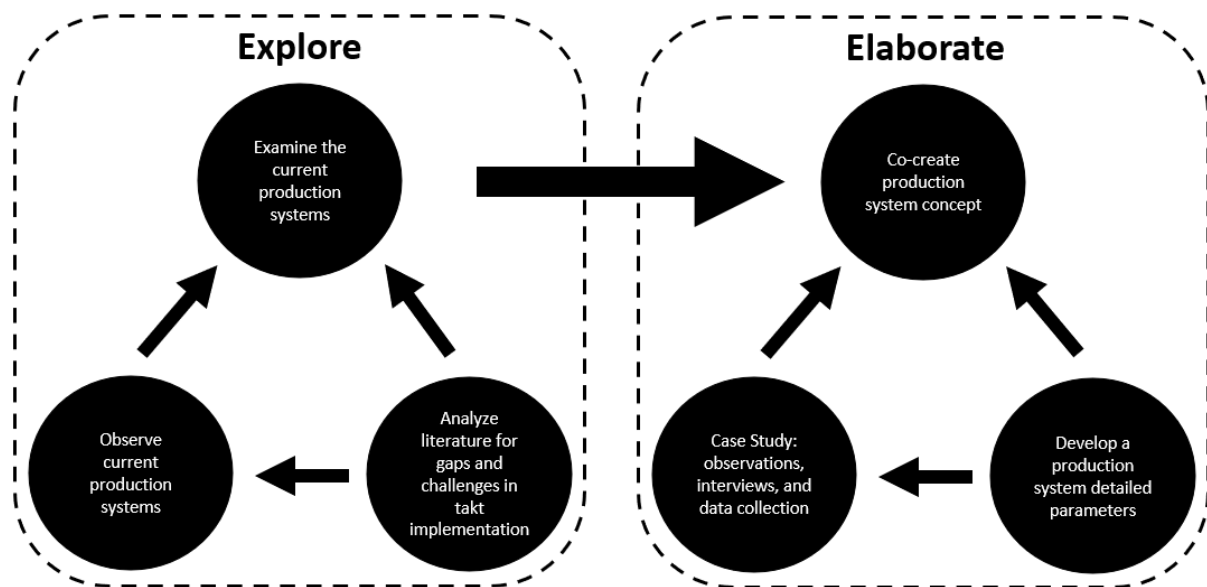 Explore
Examine the
current
production
systems
Observe
current
production
systems
Analyze
literature for
gaps and
challenges in
takt
implementation
Elaborate
Co-create
production
system concept
Case Study:
observations,
interviews, and
data collection
Develop a
production
system detailed
parameters